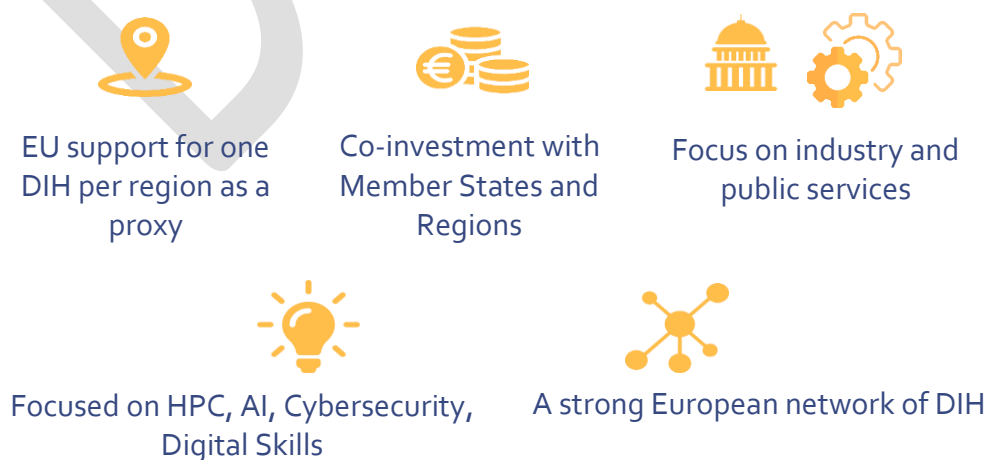 EU support for one
DIH per region as a
proxy
Co-investment with
Member States and
Regions
Focus on industry and
public services
Focused on HPC, AI, Cybersecurity,
Digital Skills
A strong European network of DIH